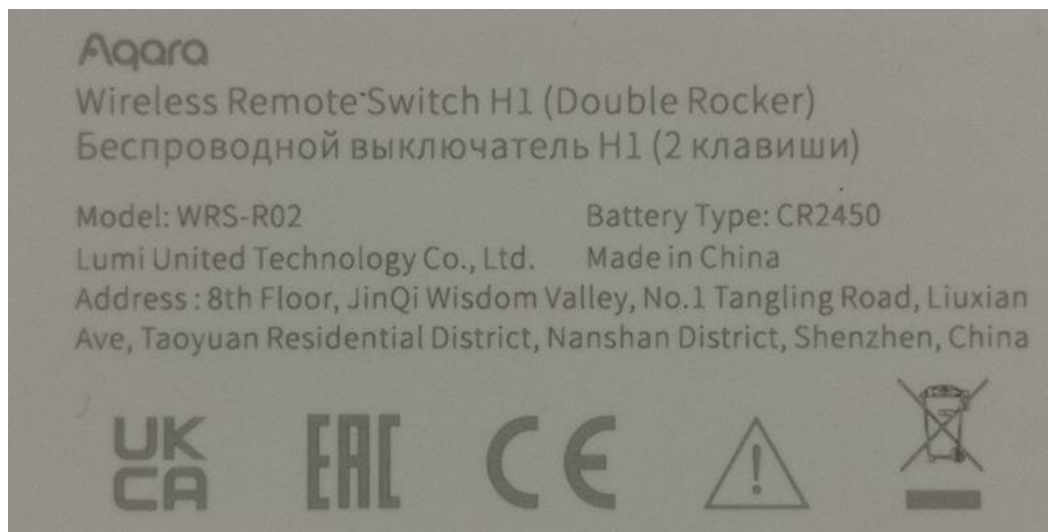 Aqara
Wireless Remote Switch H1 (Double Rocker)
Беспроводной выключатель H1 (2 клавиши)
Model: WRS-R02 Battery Type: CR2450
Lumi United Technology Co., Ltd. Made in China
Address : 8th Floor, JinQi Wisdom Valley, No.1 Tangling Road, Liuxian
Ave, Taoyuan Residential District, Nanshan District, Shenzhen, China
UK CA EAC CE